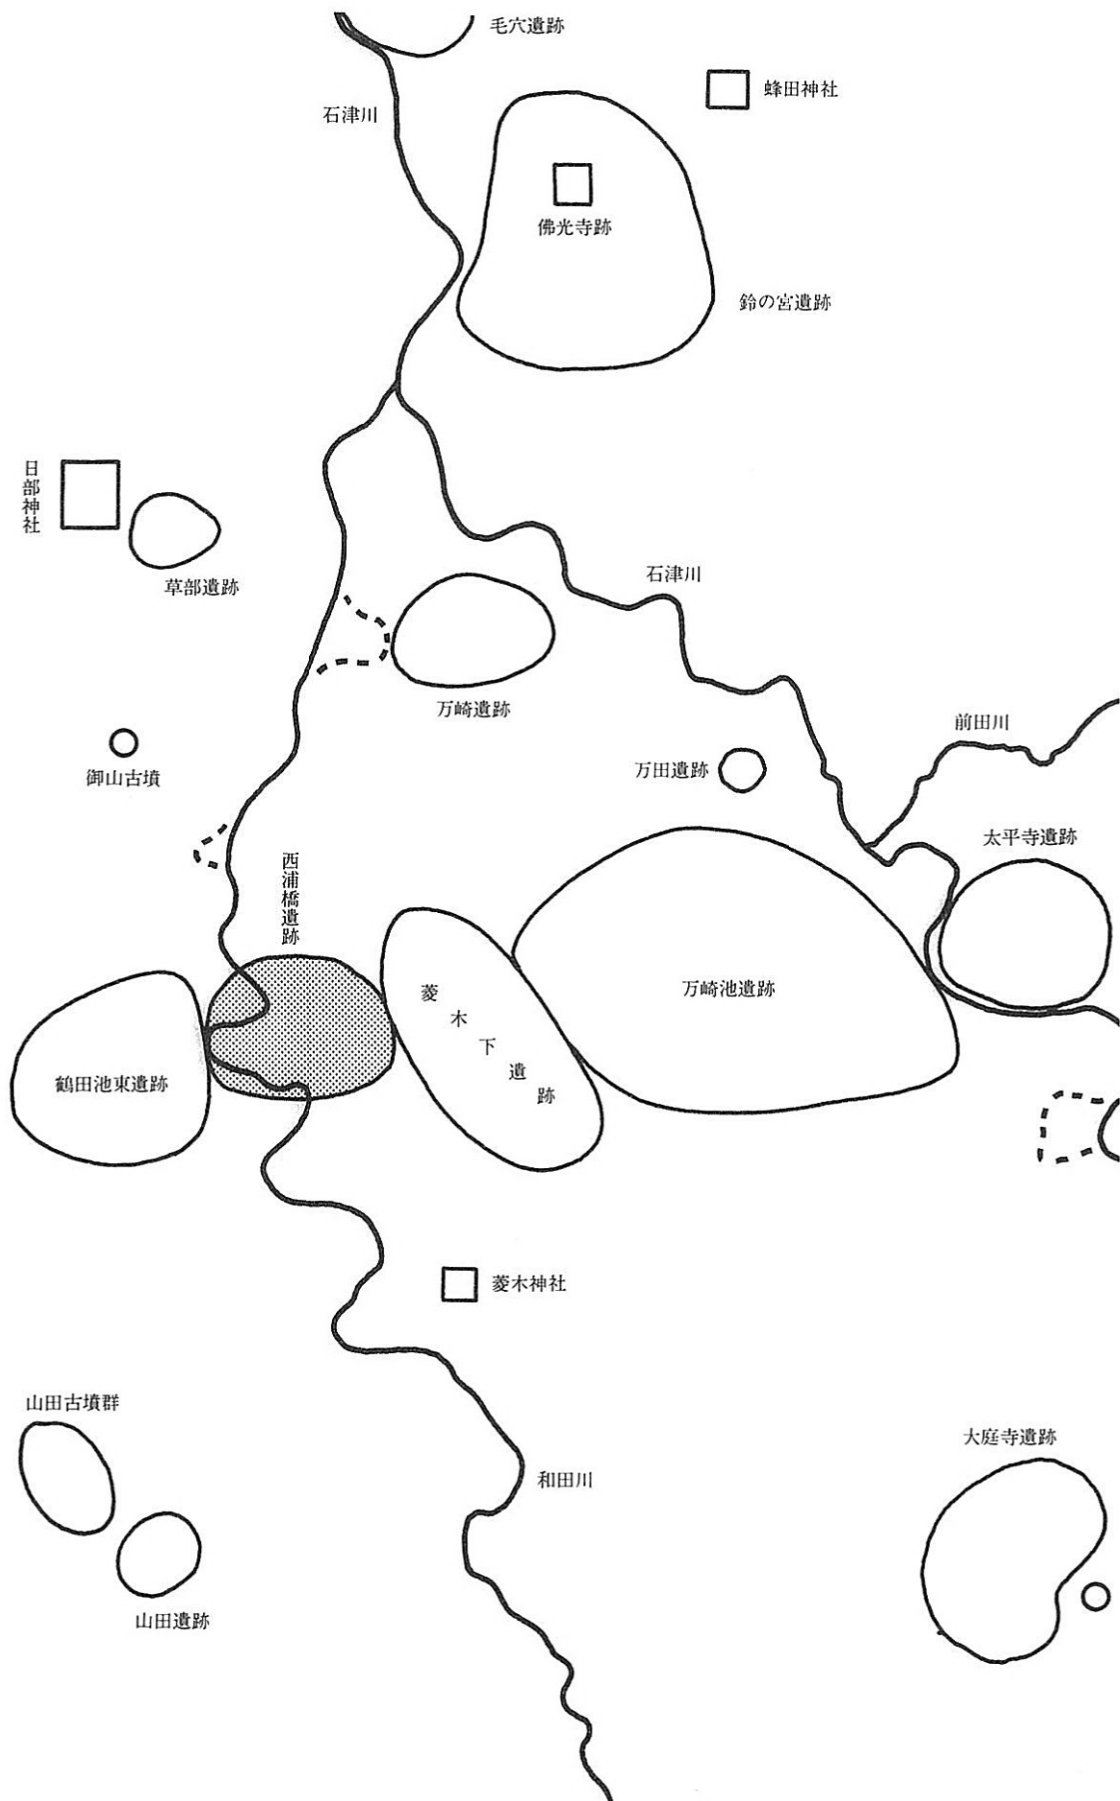 毛穴遺跡
蜂田神社
石津川
佛光寺跡
鈴の宮遺跡
日部神社
草部遺跡
石津川
万崎遺跡
前田川
御山古墳
万田遺跡
太平寺遺跡
西浦橋遺跡
菱木下遺跡
万崎池遺跡
鶴田池東遺跡
菱木神社
山田古墳群
大庭寺遺跡
和田川
山田遺跡